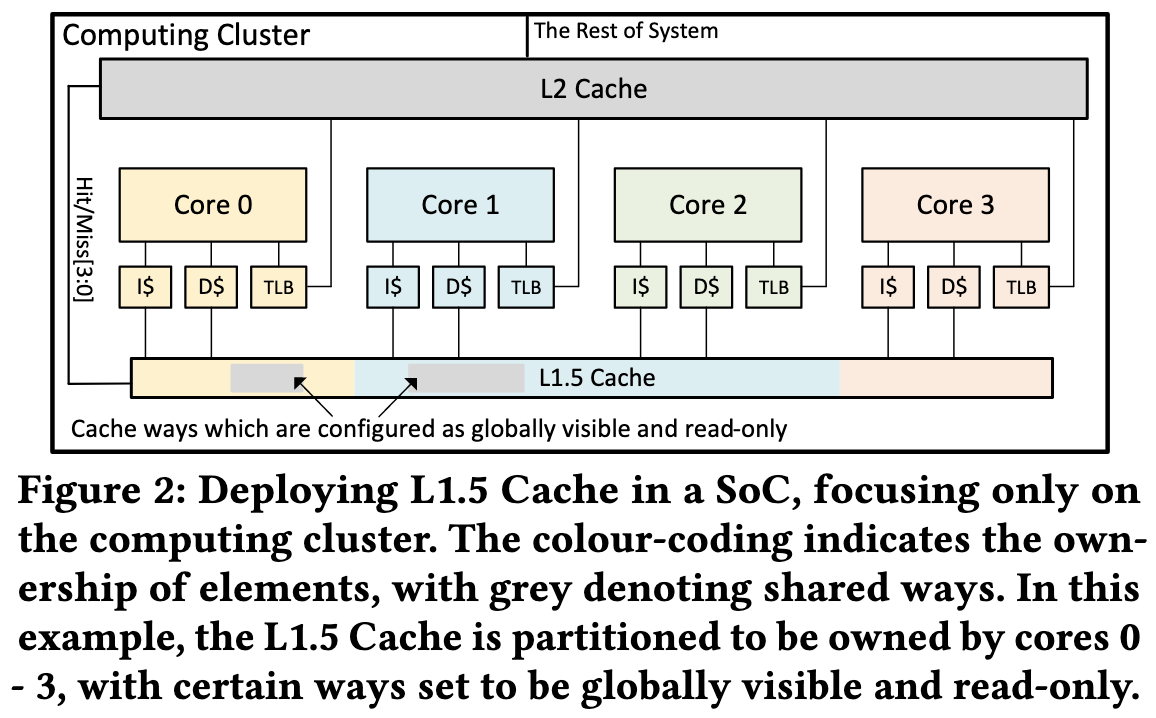 Computing Cluster
The Rest of System
L2 Cache
Hit/Miss[3:0]
Core 0
Core 1
Core 2
Core 3
I$ D$ TLB
I$ D$ TLB
I$ D$ TLB
I$ D$ TLB
L1.5 Cache
Cache ways which are configured as globally visible and read-only
Figure 2: Deploying L1.5 Cache in a SoC, focusing only on
the computing cluster. The colour-coding indicates the own-
ership of elements, with grey denoting shared ways. In this
example, the L1.5 Cache is partitioned to be owned by cores 0
- 3, with certain ways set to be globally visible and read-only.